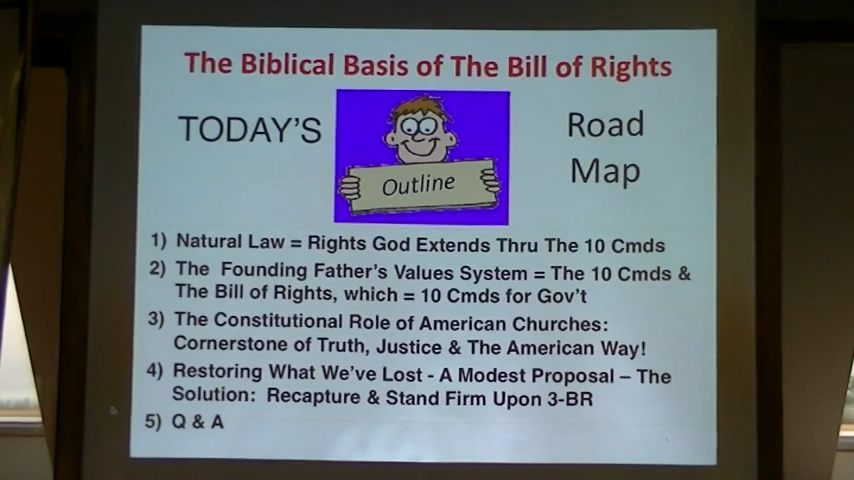 The Biblical Basis of The Bill of Rights
TODAY'S
Outline
Road
Map
1) Natural Law = Rights God Extends Thru The 10 Cmds
2) The Founding Father's Values System = The 10 Cmds &
The Bill of Rights, which = 10 Cmds for Gov't
3) The Constitutional Role of American Churches:
Cornerstone of Truth, Justice & The American Way!
4) Restoring What We've Lost - A Modest Proposal – The
Solution: Recapture & Stand Firm Upon 3-BR
5) Q & A